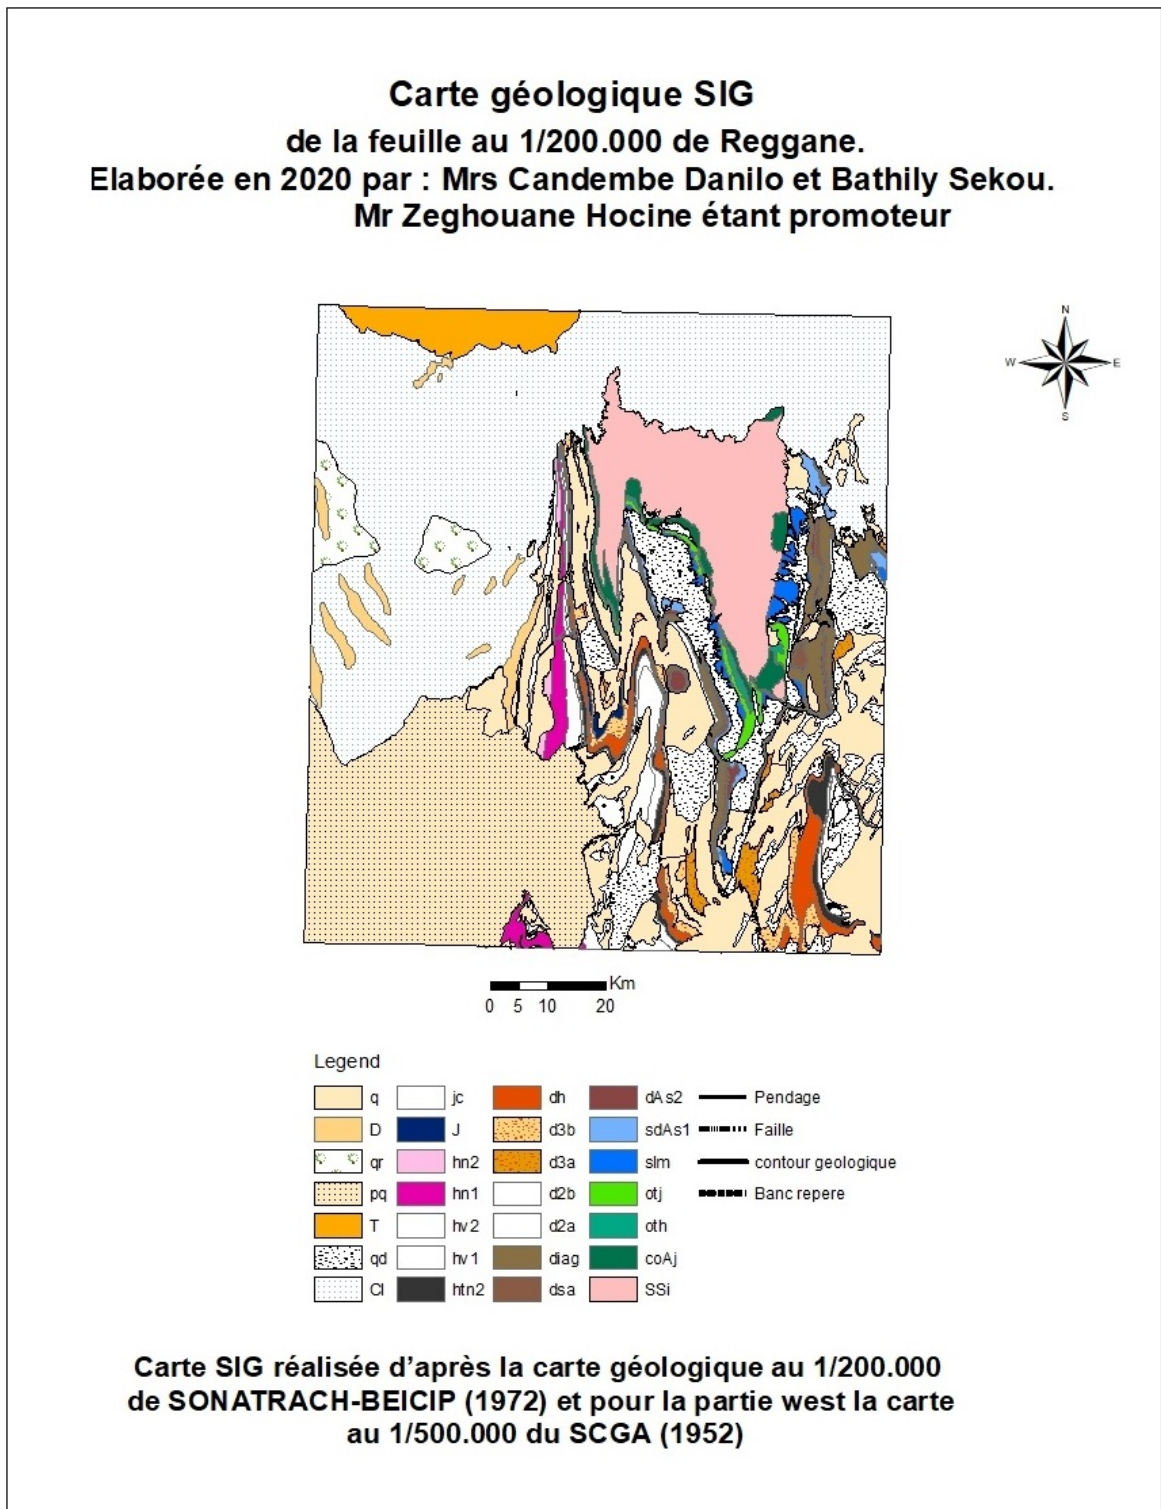 Carte géologique SIG
de la feuille au 1/200.000 de Reggane.
Elaborée en 2020 par : Mrs Candembe Danilo et Bathily Sekou.
Mr Zeghouane Hocine étant promoteur
N
W E
S
Km
0 5 10 20
Legend
q jc dh dAs2 Pendage
D J d3b sdAs1 Faille
qr hn2 d3a slm contour geologique
pq hn1 d2b otj Banc repere
T hv2 d2a oth
qd hv1 diag coAj
CI htn2 dsa SSi
Carte SIG réalisée d’après la carte géologique au 1/200.000
de SONATRACH-BEICIP (1972) et pour la partie west la carte
au 1/500.000 du SCGA (1952)